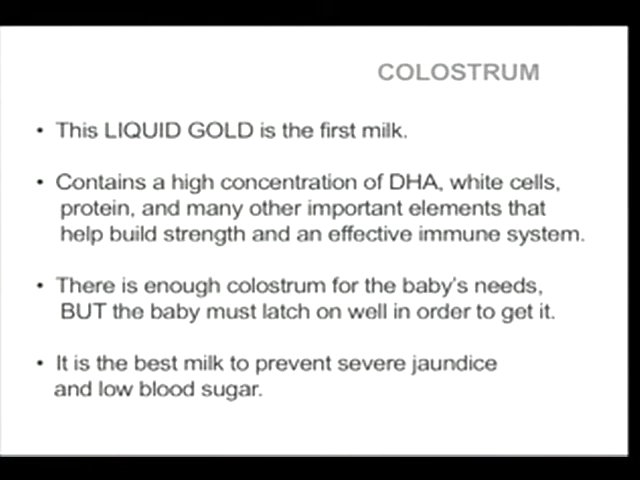 COLOSTRUM
• This LIQUID GOLD is the first milk.
• Contains a high concentration of DHA, white cells,
protein, and many other important elements that
help build strength and an effective immune system.
• There is enough colostrum for the baby's needs,
BUT the baby must latch on well in order to get it.
• It is the best milk to prevent severe jaundice
and low blood sugar.